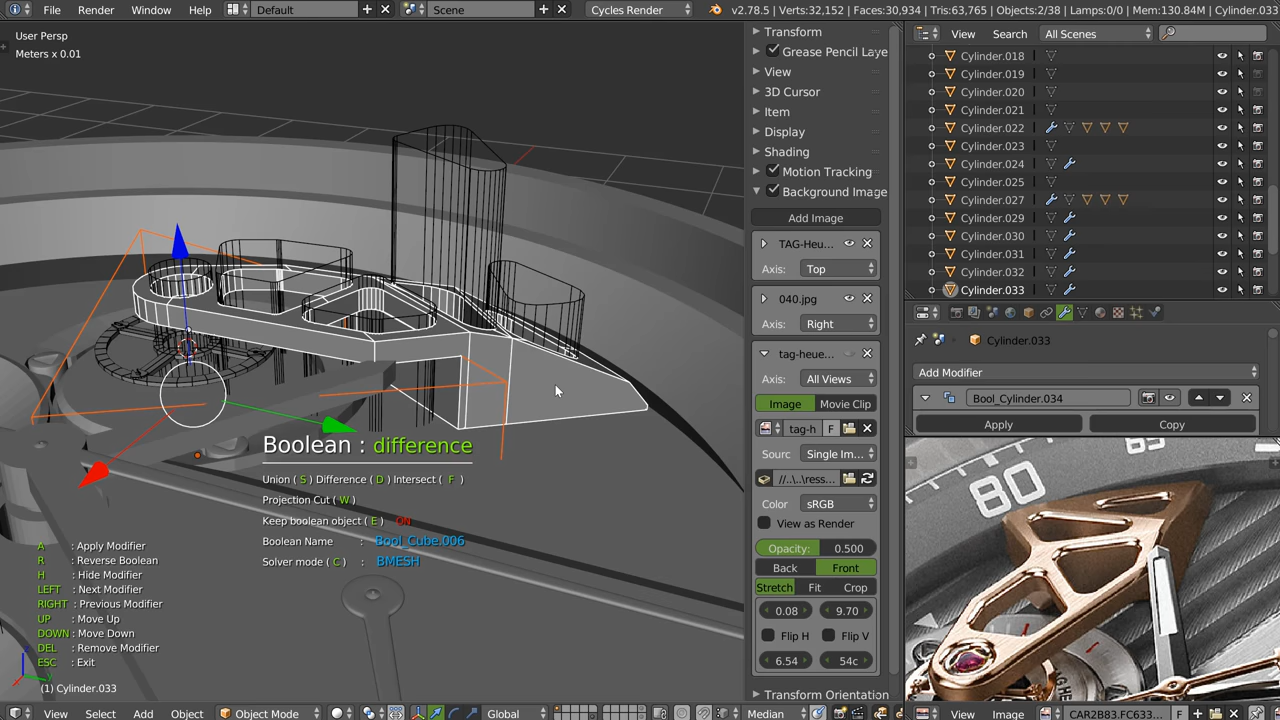 File Render Window Help Default Scene Cycles Render v2.78.5 | Verts:32,152 | Faces:30,934 | Tris:63,765 | Objects:2/38 | Lamps:0/0 | Mem:130.84M | Cylinder.033
User Persp
Meters x 0.01
Boolean : difference
Union ( S ) Difference ( D ) Intersect ( F )
Projection Cut ( W )
Keep boolean object ( E ) ON
Boolean Name : Bool_Cube.006
Solver mode ( C ) : BMESH
A : Apply Modifier
R : Reverse Boolean
H : Hide Modifier
LEFT : Next Modifier
RIGHT : Previous Modifier
UP : Move Up
DOWN : Move Down
DEL : Remove Modifier
ESC : Exit
(1) Cylinder.033
View Select Add Object Object Mode Global
Transform
Grease Pencil Laye
View
3D Cursor
Item
Display
Shading
Motion Tracking
Background Image
Add Image
TAG-Heu...
Axis: Top
040.jpg
Axis: Right
tag-heue...
Axis: All Views
Image Movie Clip
tag-h F
Sourc Single Im...
//..\..\ress...
Color sRGB
View as Render
Opacity: 0.500
Back Front
Stretch Fit Crop
0.08 9.70
Flip H Flip V
6.54 54c
Transform Orientation
Median
View Search All Scenes
Cylinder.018
Cylinder.019
Cylinder.020
Cylinder.021
Cylinder.022
Cylinder.023
Cylinder.024
Cylinder.025
Cylinder.027
Cylinder.029
Cylinder.030
Cylinder.031
Cylinder.032
Cylinder.033
Cylinder.033
Add Modifier
Bool_Cylinder.034
Apply Copy
80
View Image CAR2B83.FC633... F